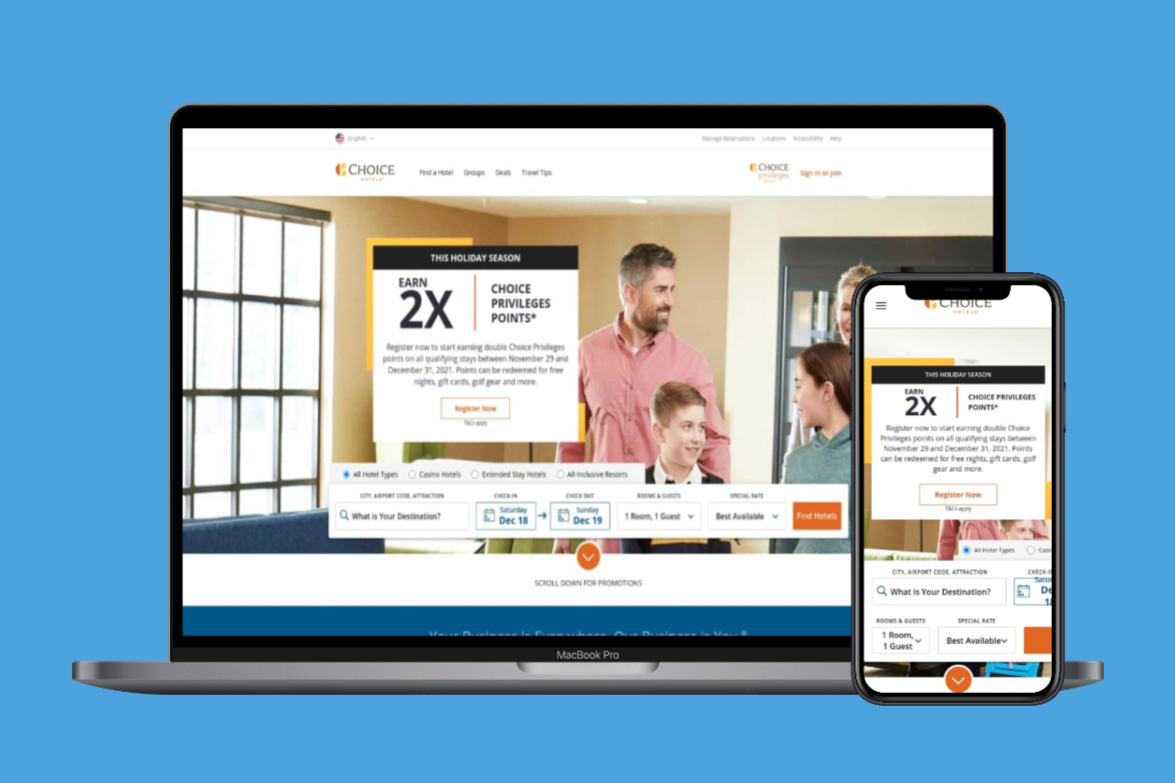 English
Manage Reservations Locations Accessibility Help
CHOICE
HOTELS
Find a Hotel Groups Deals Travel Tips
CHOICE
privileges
Sign In or Join
THIS HOLIDAY SEASON
EARN
2X
CHOICE
PRIVILEGES
POINTS*
Register now to start earning double Choice Privileges
points on all qualifying stays between November 29 and
December 31, 2021. Points can be redeemed for free
nights, gift cards, golf gear and more.
Register Now
T&Cs apply
All Hotel Types Casino Hotels Extended Stay Hotels All-Inclusive Resorts
CITY, AIRPORT CODE, ATTRACTION CHECK-IN CHECK OUT ROOMS & GUESTS SPECIAL RATE
What is Your Destination?
Saturday
Dec 18
Sunday
Dec 19
1 Room, 1 Guest
Best Available
Find Hotels
SCROLL DOWN FOR PROMOTIONS
Your Business is Everywhere. Our Business is You.®
MacBook Pro
CHOICE
HOTELS
THIS HOLIDAY SEASON
EARN
2X
CHOICE PRIVILEGES
POINTS*
Register now to start earning double Choice
Privileges points on all qualifying stays between
November 29 and December 31, 2021. Points
can be redeemed for free nights, gift cards, golf
gear and more.
Register Now
T&Cs apply
All Hotel Types
CITY, AIRPORT CODE, ATTRACTION
What is Your Destination?
ROOMS & GUESTS SPECIAL RATE
1 Room,
1 Guest
Best Available